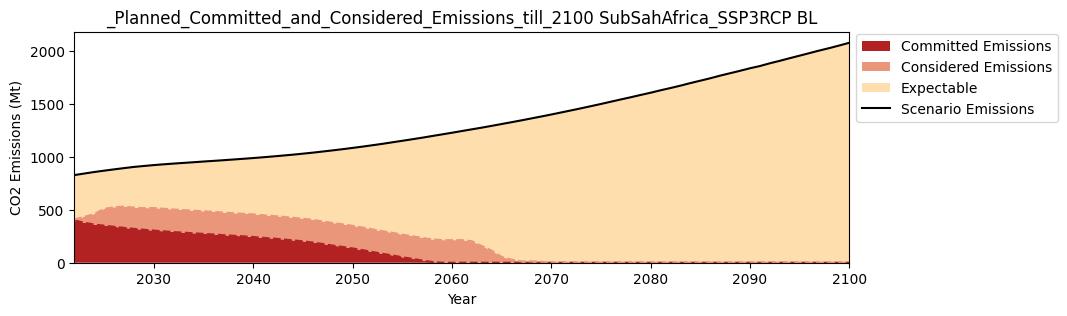 _Planned_Committed_and_Considered_Emissions_till_2100 SubSahAfrica_SSP3RCP BL
CO2 Emissions (Mt)
2000
1500
1000
500
0
2030 2040 2050 2060 2070 2080 2090 2100
Year
Committed Emissions
Considered Emissions
Expectable
Scenario Emissions